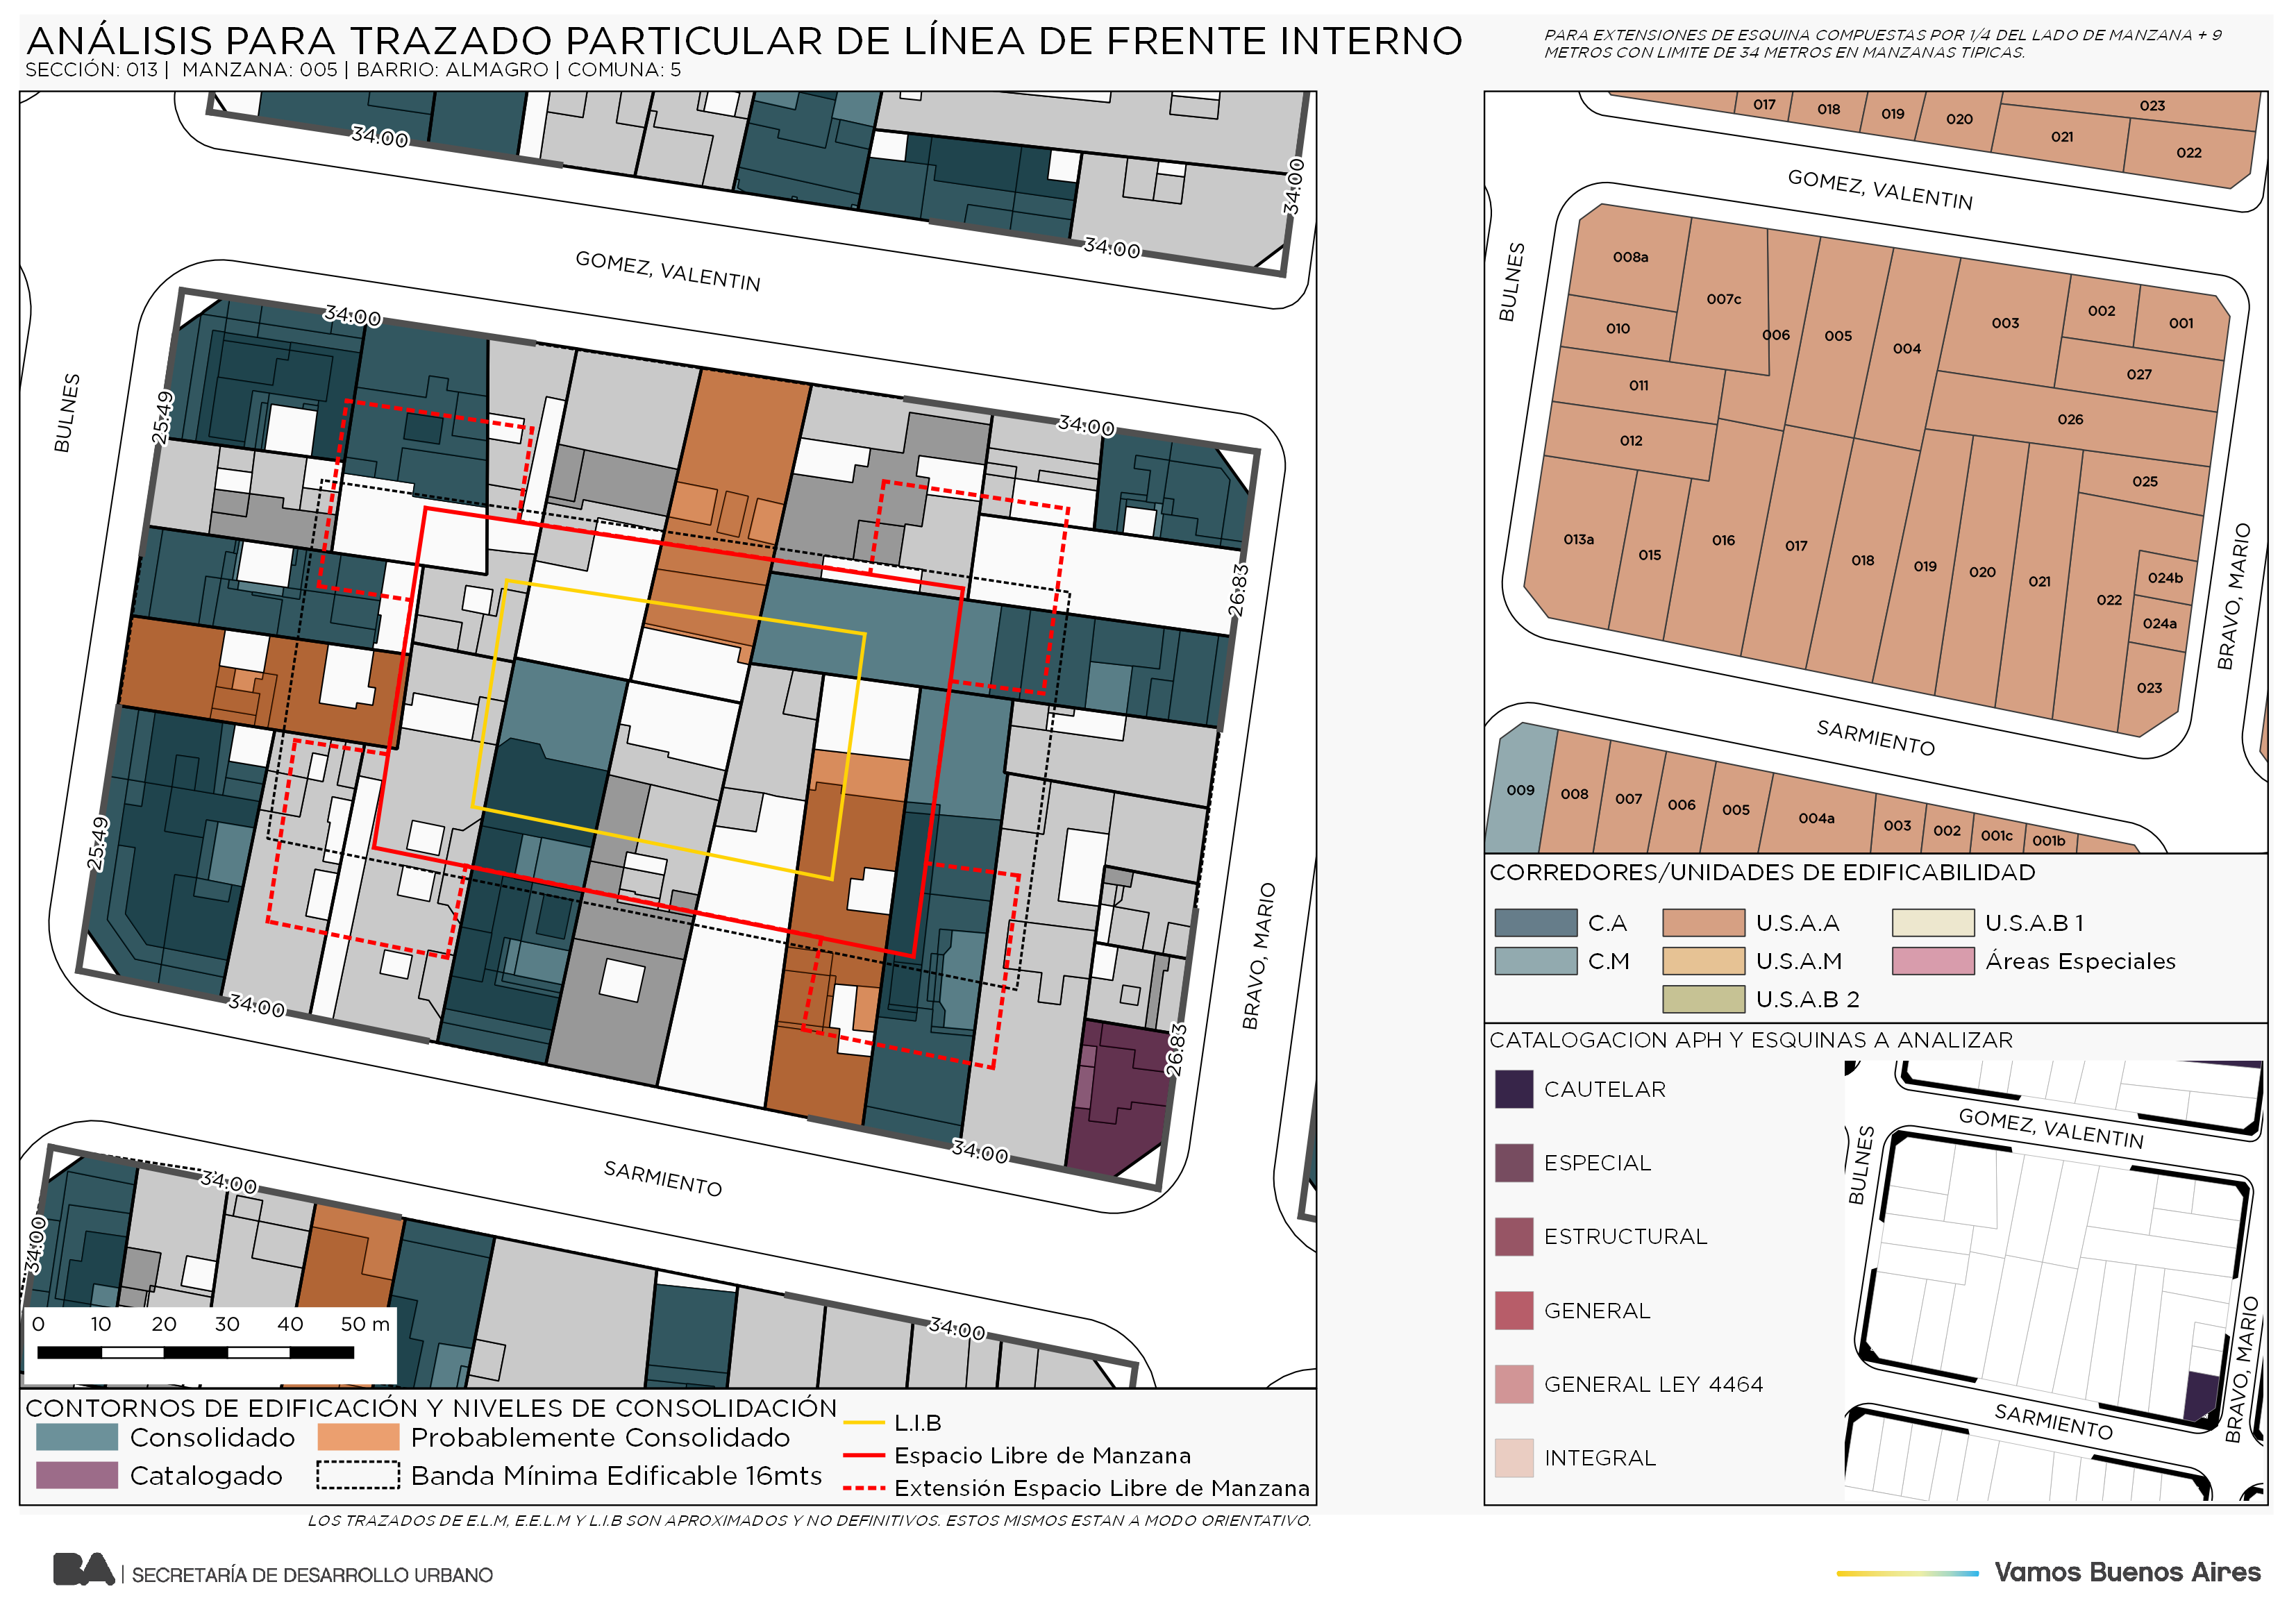 ANÁLISIS PARA TRAZADO PARTICULAR DE LÍNEA DE FRENTE INTERNO
SECCIÓN: 013 | MANZANA: 005 | BARRIO: ALMAGRO | COMUNA: 5
PARA EXTENSIONES DE ESQUINA COMPUESTAS POR 1/4 DEL LADO DE MANZANA + 9
METROS CON LIMITE DE 34 METROS EN MANZANAS TIPICAS.
34.00
34.00
34.00
GOMEZ, VALENTIN
BULNES
34.00
25.49
34.00
26.83
25.49
34.00
BRAVO, MARIO
26.83
34.00
SARMIENTO
34.00
34.00
34.00
0 10 20 30 40 50 m
CONTORNOS DE EDIFICACIÓN Y NIVELES DE CONSOLIDACIÓN
Consolidado
Probablemente Consolidado
Catalogado
Banda Mínima Edificable 16mts
L.I.B
Espacio Libre de Manzana
Extensión Espacio Libre de Manzana
LOS TRAZADOS DE E.L.M, E.E.L.M Y L.I.B SON APROXIMADOS Y NO DEFINITIVOS. ESTOS MISMOS ESTAN A MODO ORIENTATIVO.
017
018
019
020
023
021
022
GOMEZ, VALENTIN
BULNES
008a
007c
006
005
004
003
002
001
010
027
011
026
012
025
013a
015
016
017
018
019
020
021
022
024b
024a
023
BRAVO, MARIO
SARMIENTO
009
008
007
006
005
004a
003
002
001c
001b
CORREDORES/UNIDADES DE EDIFICABILIDAD
C.A
U.S.A.A
U.S.A.B 1
C.M
U.S.A.M
Áreas Especiales
U.S.A.B 2
CATALOGACION APH Y ESQUINAS A ANALIZAR
CAUTELAR
ESPECIAL
ESTRUCTURAL
GENERAL
GENERAL LEY 4464
INTEGRAL
GOMEZ, VALENTIN
BULNES
BRAVO, MARIO
SARMIENTO
BA | SECRETARÍA DE DESARROLLO URBANO
Vamos Buenos Aires